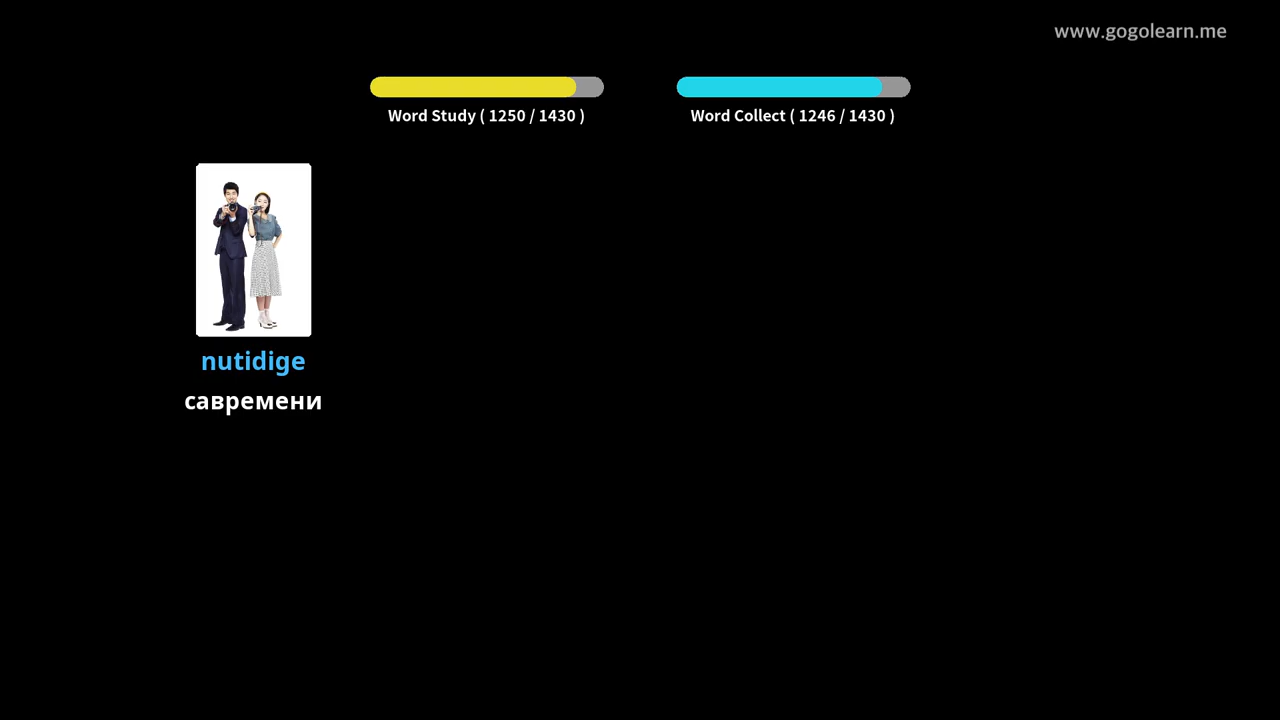 www.gogolearn.me
Word Study ( 1250 / 1430 )
Word Collect ( 1246 / 1430 )
nutidige
савремени